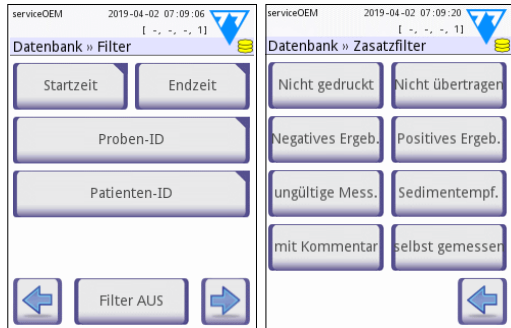 serviceOEM 2019-04-02 07:09:06
[ -, -, -, 1]
Datenbank » Filter
Startzeit Endzeit
Proben-ID
Patienten-ID
Filter AUS
serviceOEM 2019-04-02 07:09:20
[ -, -, -, 1]
Datenbank » Zasatzfilter
Nicht gedruckt Nicht übertragen
Negatives Ergeb. Positives Ergeb.
ungültige Mess. Sedimentempf.
mit Kommentar selbst gemessen